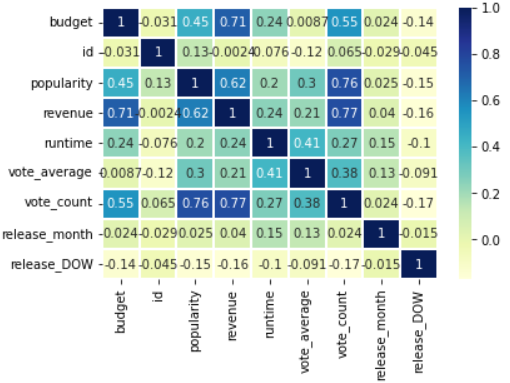 budget 1 -0.031 0.45 0.71 0.24 0.0087 0.55 0.024 -0.14
id -0.031 1 0.13 -0.0024 -0.076 -0.12 0.065 -0.029 -0.045
popularity 0.45 0.13 1 0.62 0.2 0.3 0.76 0.025 -0.15
revenue 0.71 -0.0024 0.62 1 0.24 0.21 0.77 0.04 -0.16
runtime 0.24 -0.076 0.2 0.24 1 0.41 0.27 0.15 -0.1
vote_average 0.0087 -0.12 0.3 0.21 0.41 1 0.38 0.13 -0.091
vote_count 0.55 0.065 0.76 0.77 0.27 0.38 1 0.024 -0.17
release_month 0.024 -0.029 0.025 0.04 0.15 0.13 0.024 1 -0.015
release_DOW -0.14 -0.045 -0.15 -0.16 -0.1 -0.091 -0.17 -0.015 1
budget
id
popularity
revenue
runtime
vote_average
vote_count
release_month
release_DOW
1.0
0.8
0.6
0.4
0.2
0.0